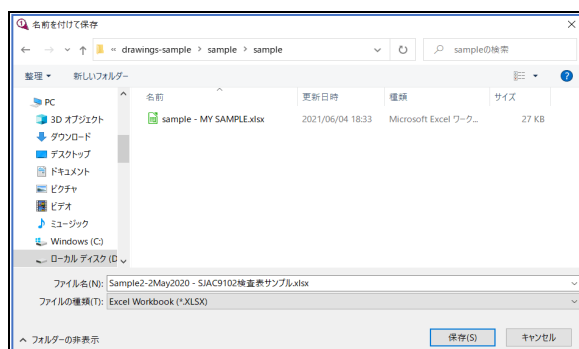 名前を付けて保存
« drawings-sample > sample > sample
sampleの検索
整理 新しいフォルダー
名前 更新日時 種類 サイズ
PC
3D オブジェクト
ダウンロード
デスクトップ
ドキュメント
ピクチャ
ビデオ
ミュージック
Windows (C:)
ローカル ディスク (D
sample - MY SAMPLE.xlsx 2021/06/04 18:33 Microsoft Excel ワーク... 27 KB
ファイル名(N): Sample2-2May2020 - SJAC9102検査表サンプル.xlsx
ファイルの種類(T): Excel Workbook (*.XLSX)
フォルダーの非表示
保存(S) キャンセル